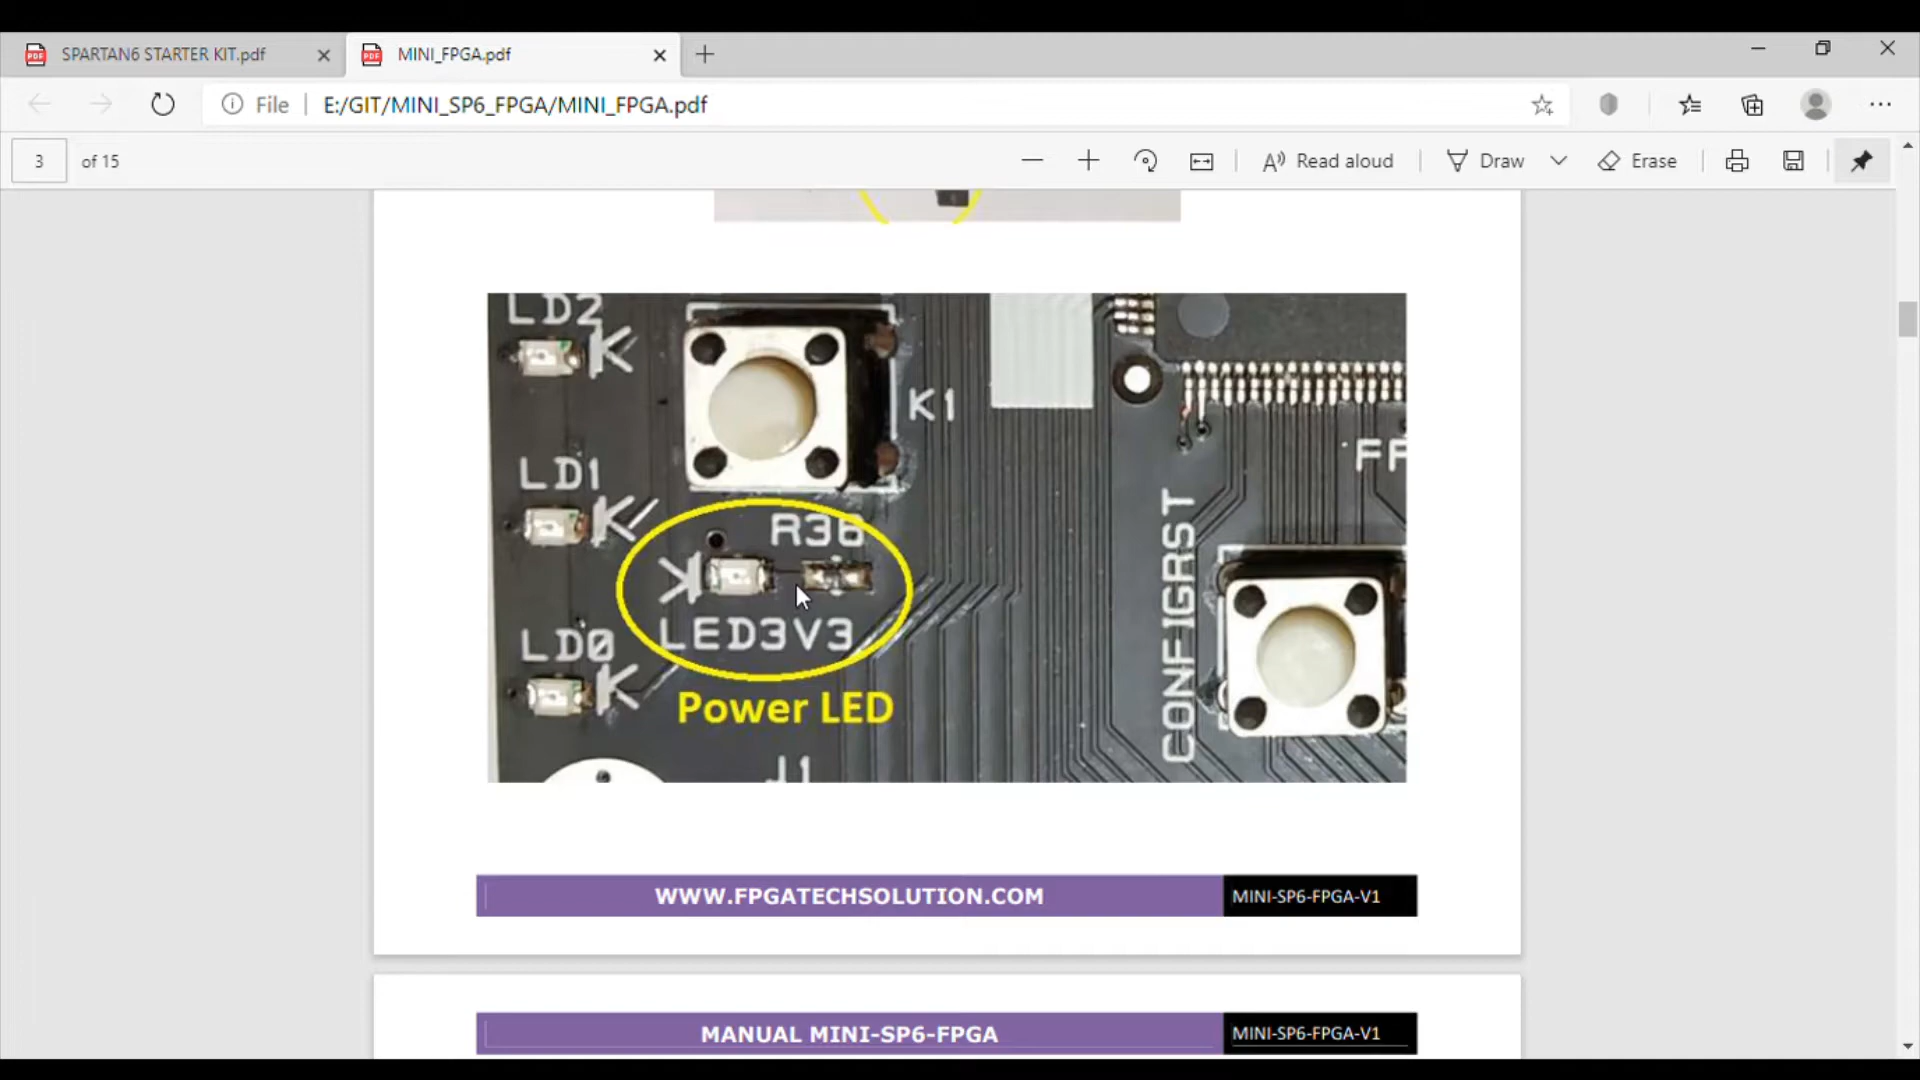 SPARTAN6 STARTER KIT.pdf
MINI_FPGA.pdf
File E:/GIT/MINI_SP6_FPGA/MINI_FPGA.pdf
3 of 15
Read aloud
Draw
Erase
LD2
K
K1
LD1
K
R36
K
LED3V3
LD0
K
Power LED
J1
CONFIGRST
WWW.FPGATECHSOLUTION.COM
MINI-SP6-FPGA-V1
MANUAL MINI-SP6-FPGA
MINI-SP6-FPGA-V1